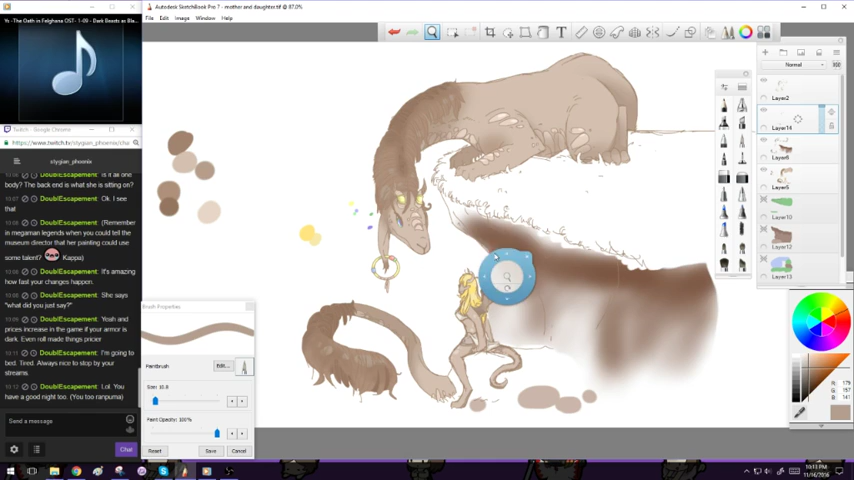 Autodesk SketchBook Pro 7 - mother and daughter.tif @ 87.0%
File Edit Image Window Help
Ys -The Oath in Felghana OST- 1-09 - Dark Beasts as Bla...
Twitch - Google Chrome
https://www.twitch.tv/stygian_phoenix/cha
stygian_phoenix
DoublEscapement: Is it all one
body? The back end is what she is sitting on?
DoublEscapement: Ok. I see
that
DoublEscapement: (Remember
in megaman legends when you told the
museum director that her painting could use
some talent? Kappa)
DoublEscapement: It's amazing
how fast your changes happen.
DoublEscapement: She says
"what did you just say?"
DoublEscapement: Yeah and
prices increase in the game if your armor is
dark. Even roll made things pricier
DoublEscapement: I'm going to
bed. Tired. Always nice to stop by your
streams.
DoublEscapement: Lol. You
have a good night too. (You too ranpuma)
Send a message
Chat
Brush Properties
Paintbrush
Edit...
Size: 10.8
Paint Opacity: 100%
Reset
Save
Cancel
Normal
Layer2
Layer14
Layer6
Layer5
Layer10
Layer12
Layer13
R 179
G 157
B 141
10:13 PM
11/14/2016